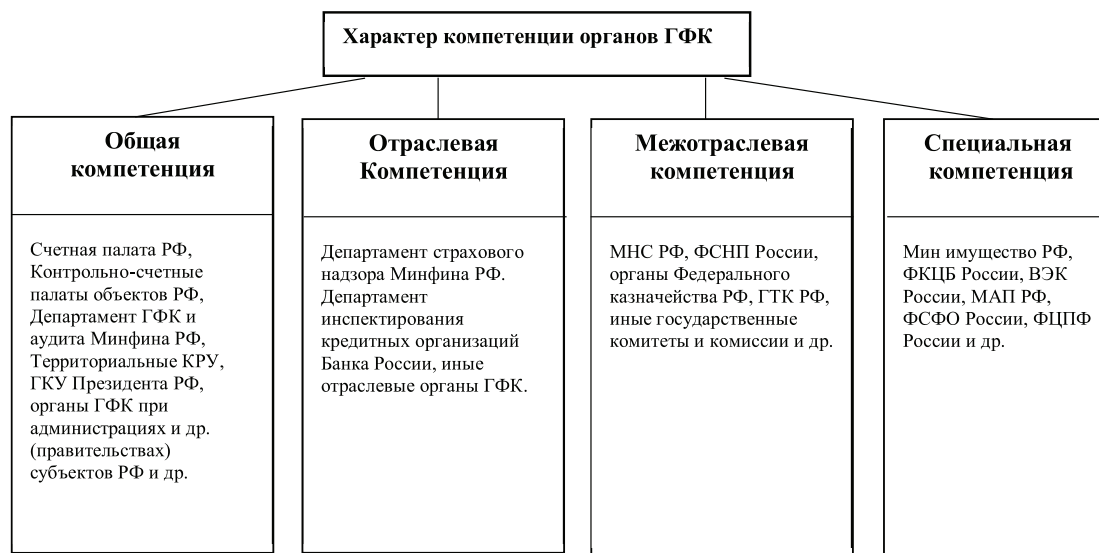 Характер компетенции органов ГФК
Общая
компетенция
Счетная палата РФ,
Контрольно-счетные
палаты объектов РФ,
Департамент ГФК и
аудита Минфина РФ,
Территориальные КРУ,
ГКУ Президента РФ,
органы ГФК при
администрациях и др.
(правительствах)
субъектов РФ и др.
Отраслевая
Компетенция
Департамент страхового
надзора Минфина РФ.
Департамент
инспектирования
кредитных организаций
Банка России, иные
отраслевые органы ГФК.
Межотраслевая
компетенция
МНС РФ, ФСНП России,
органы Федерального
казначейства РФ, ГТК РФ,
иные государственные
комитеты и комиссии и др.
Специальная
компетенция
Мин имущество РФ,
ФКЦБ России, ВЭК
России, МАП РФ,
ФСФО России, ФЦПФ
России и др.